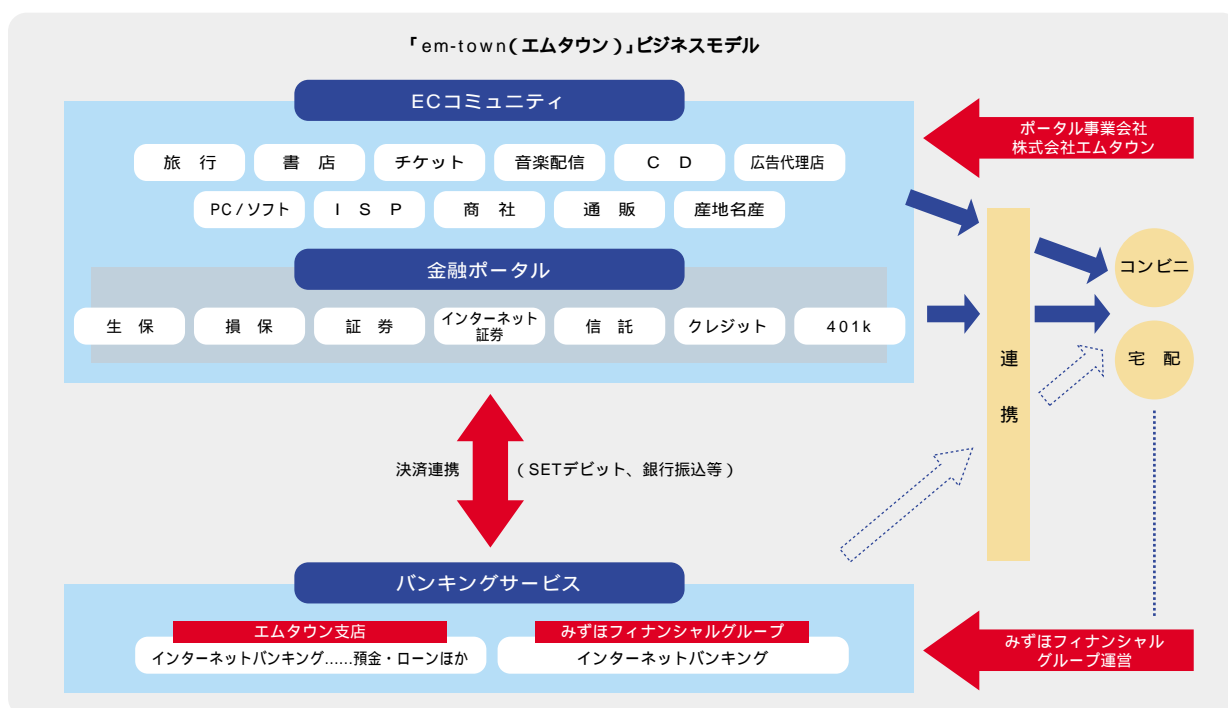 「em-town(エムタウン)」ビジネスモデル
ECコミュニティ
ポータル事業会社
株式会社エムタウン
旅 行 書 店 チケット 音楽配信 C D 広告代理店
PC/ソフト I S P 商 社 通 販 産地名産
金融ポータル
生 保 損 保 証 券 インターネット証券 信 託 クレジット 401k
コンビニ
宅 配
連携
決済連携 (SETデビット、銀行振込等)
バンキングサービス
エムタウン支店
インターネットバンキング……預金・ローンほか
みずほフィナンシャルグループ
インターネットバンキング
みずほフィナンシャル
グループ運営